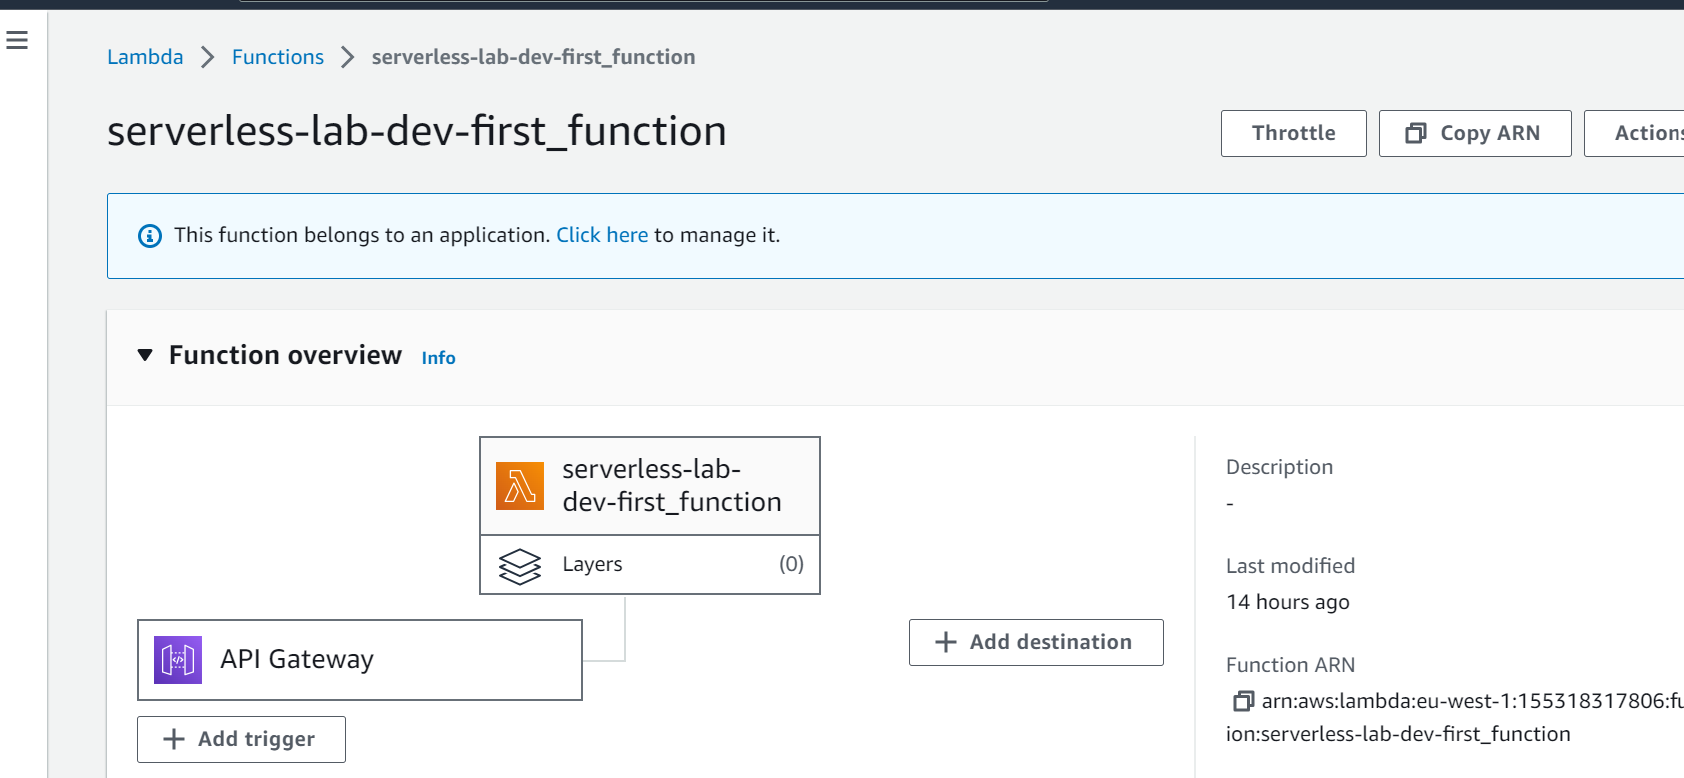 Lambda > Functions > serverless-lab-dev-first_function
serverless-lab-dev-first_function
Throttle
Copy ARN
Actions
This function belongs to an application. Click here to manage it.
Function overview Info
serverless-lab-
dev-first_function
Layers (0)
API Gateway
Add trigger
Add destination
Description
-
Last modified
14 hours ago
Function ARN
arn:aws:lambda:eu-west-1:155318317806:fu
ion:serverless-lab-dev-first_function